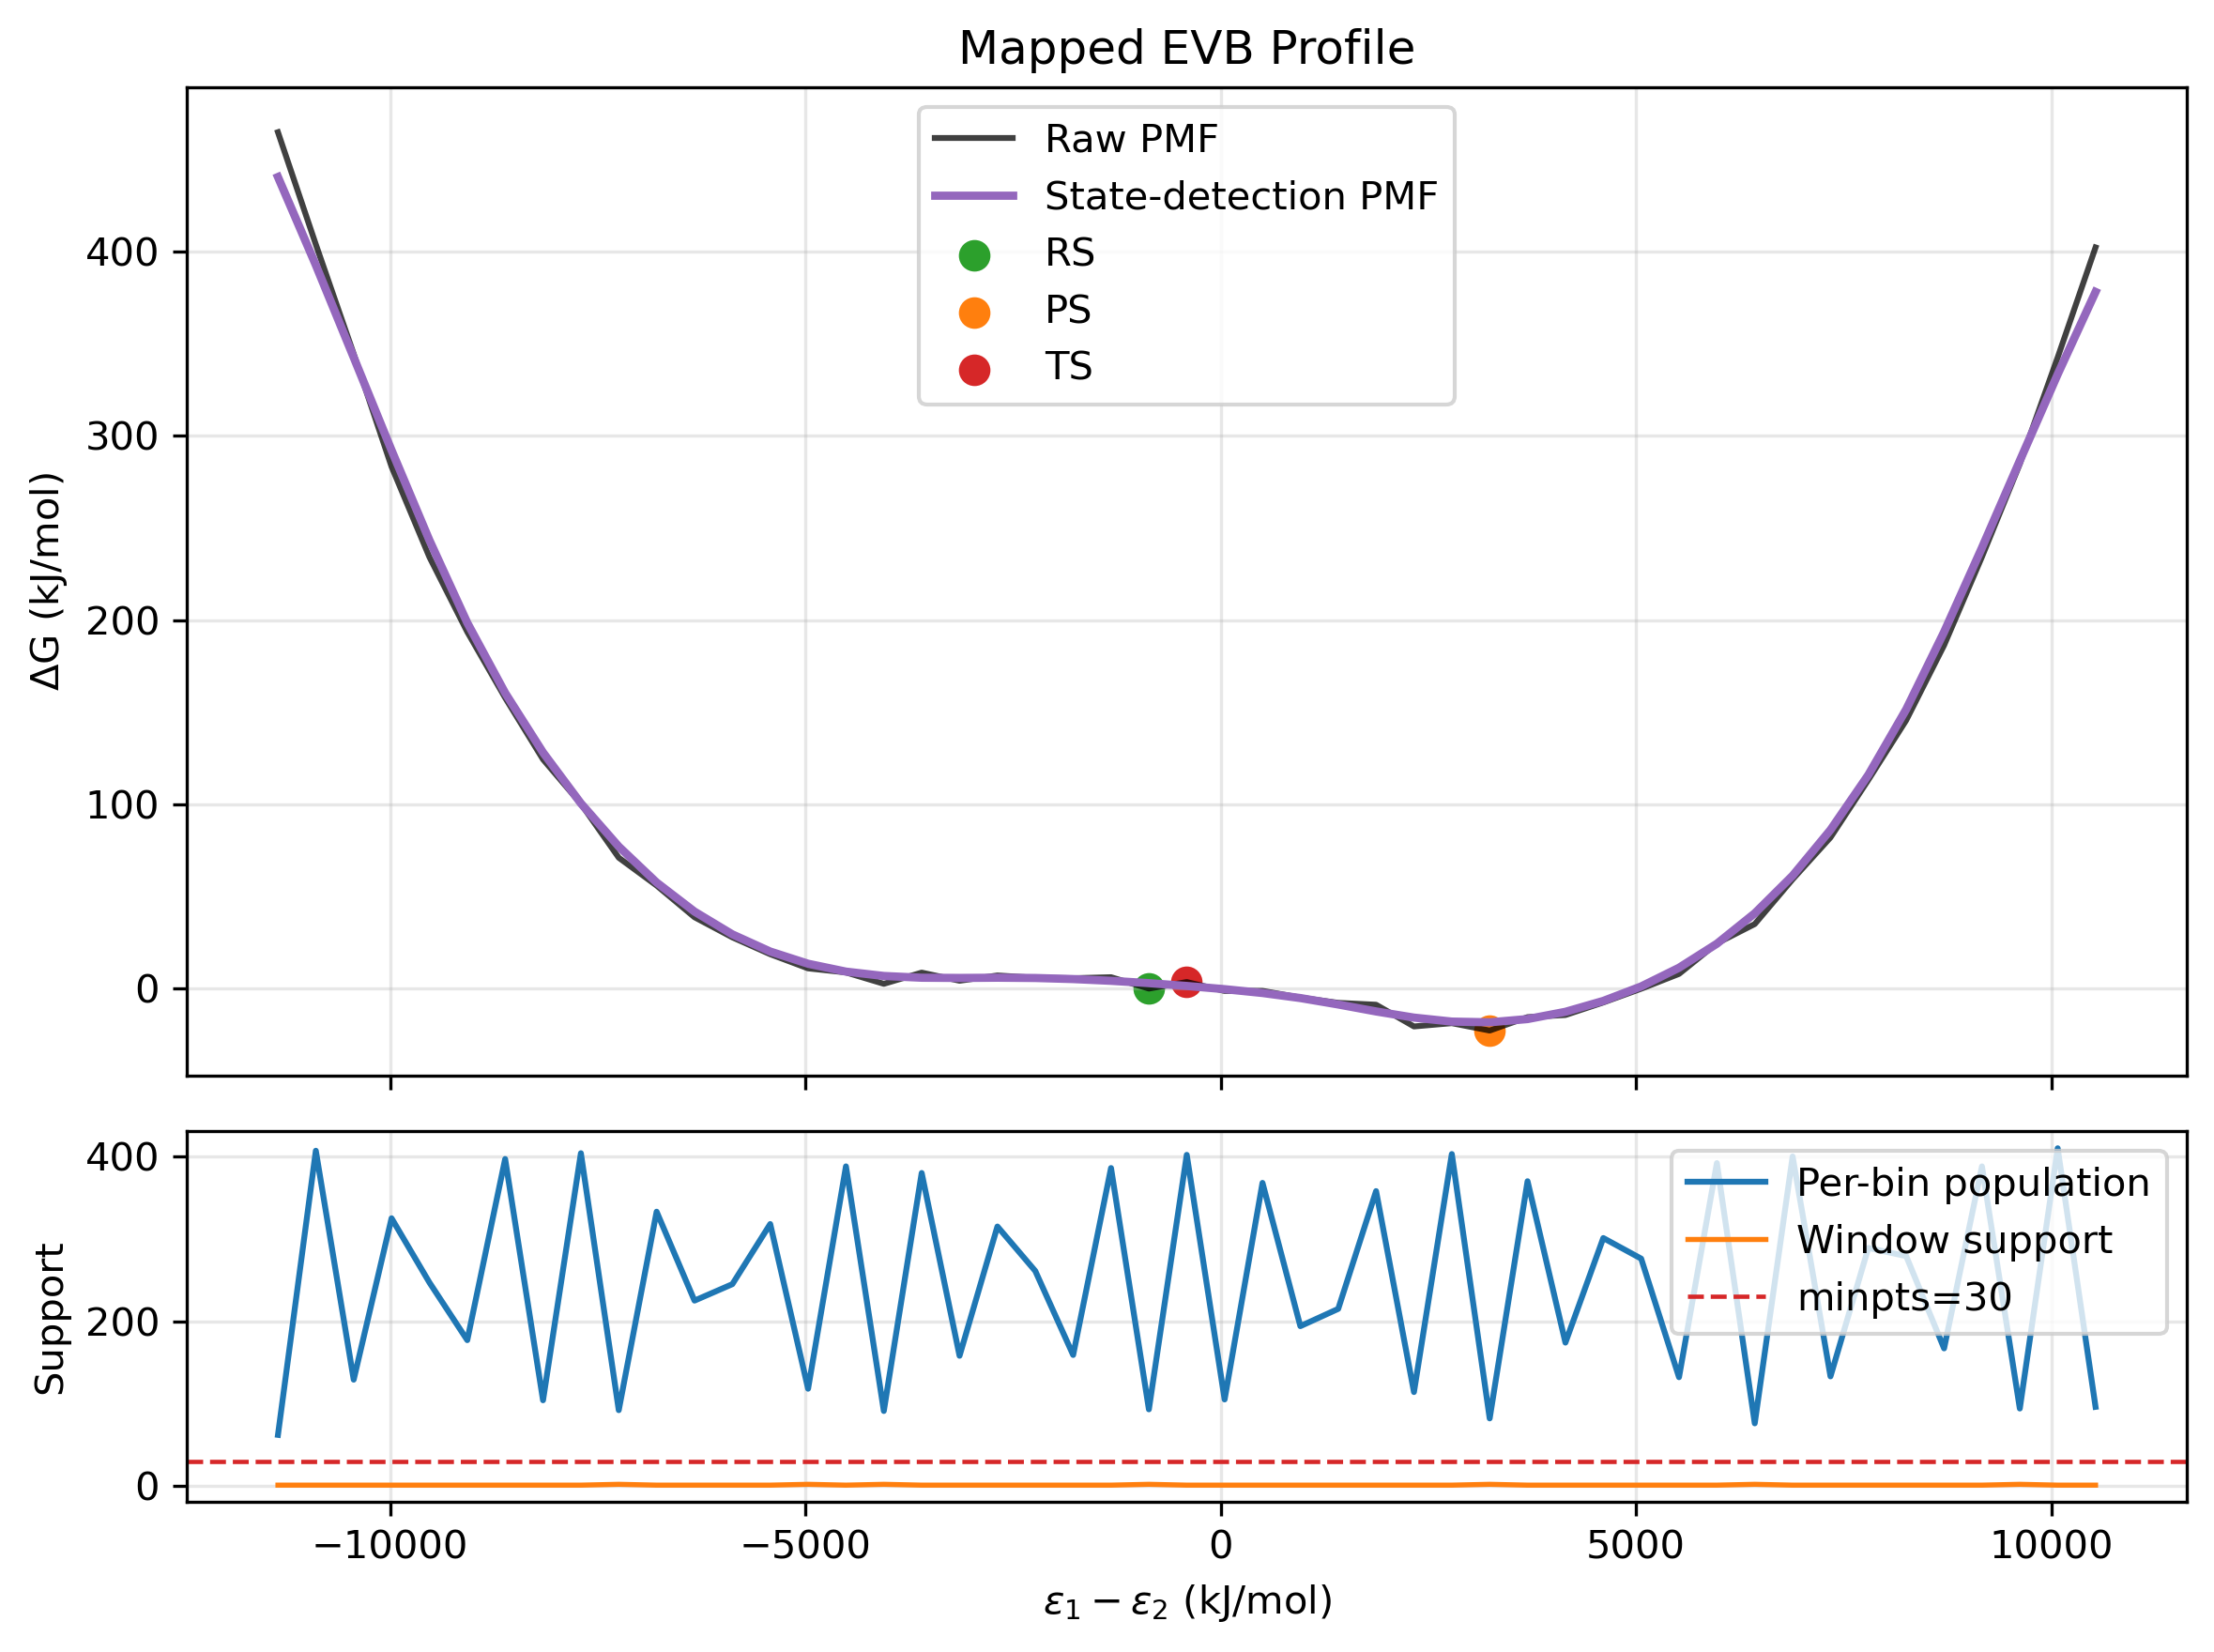 Mapped EVB Profile
Raw PMF
State-detection PMF
RS
PS
TS
400
300
200
100
0
ΔG (kJ/mol)
400
200
0
Support
Per-bin population
Window support
minpts=30
−10000
−5000
0
5000
10000
ε₁ − ε₂ (kJ/mol)